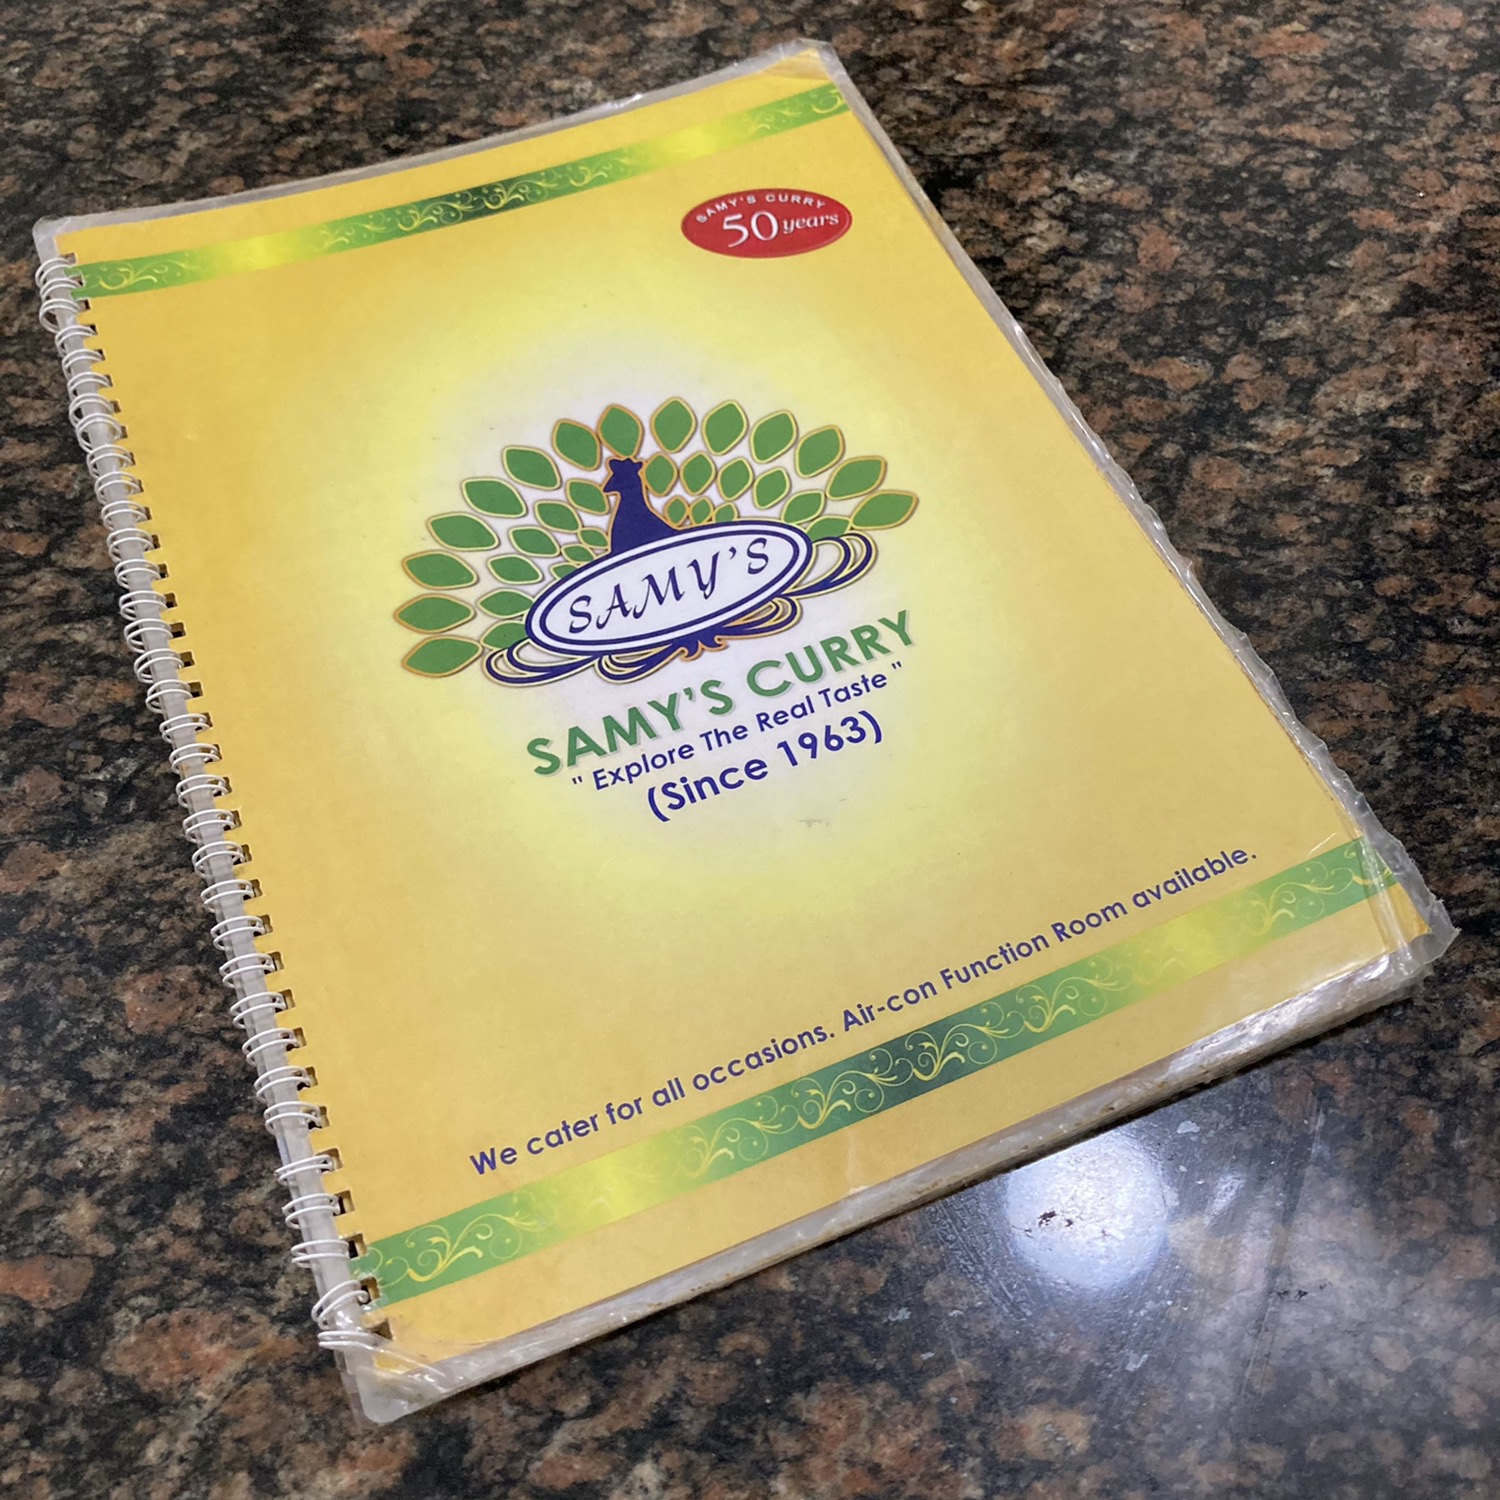 SAMY'S CURRY
50 years
SAMY'S
SAMY'S CURRY
" Explore The Real Taste "
(Since 1963)
We cater for all occasions. Air-con Function Room available.